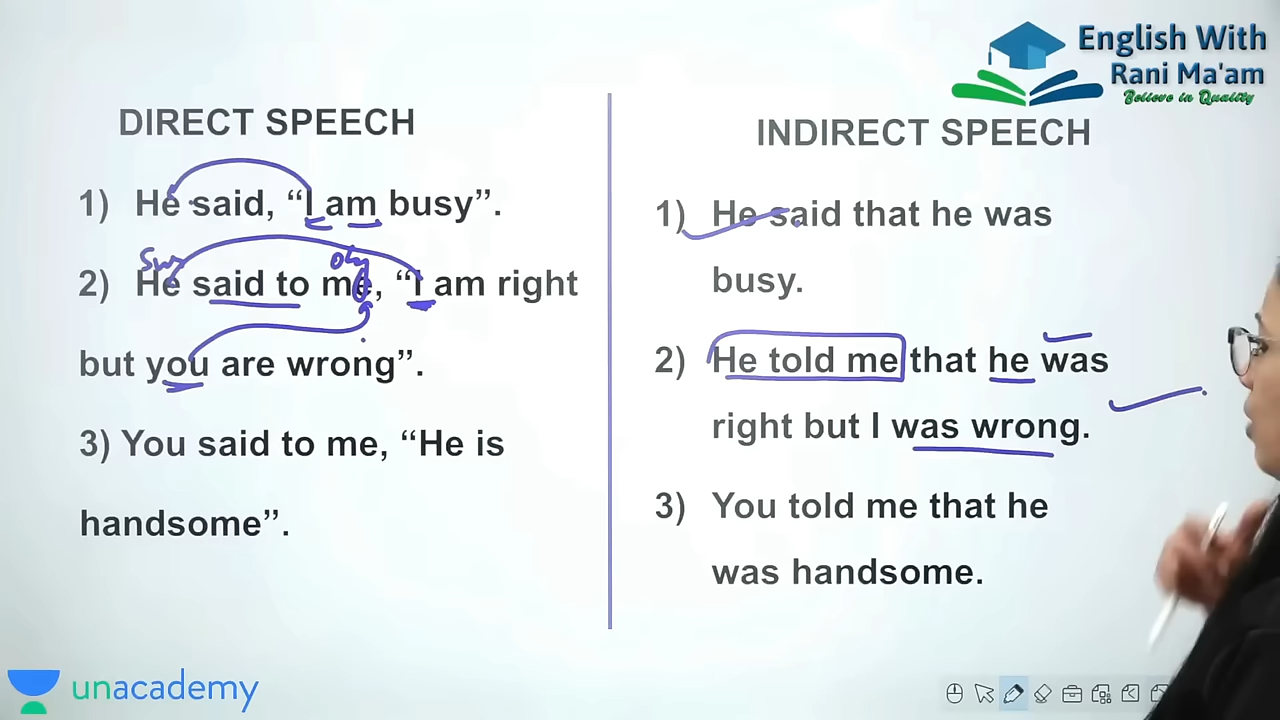 English With
Rani Ma'am
Believe in Quality
DIRECT SPEECH
1) He said, “I am busy”.
2) He said to me, “I am right
but you are wrong”.
3) You said to me, “He is
handsome”.
INDIRECT SPEECH
1) He said that he was
busy.
2) He told me that he was
right but I was wrong.
3) You told me that he
was handsome.
unacademy